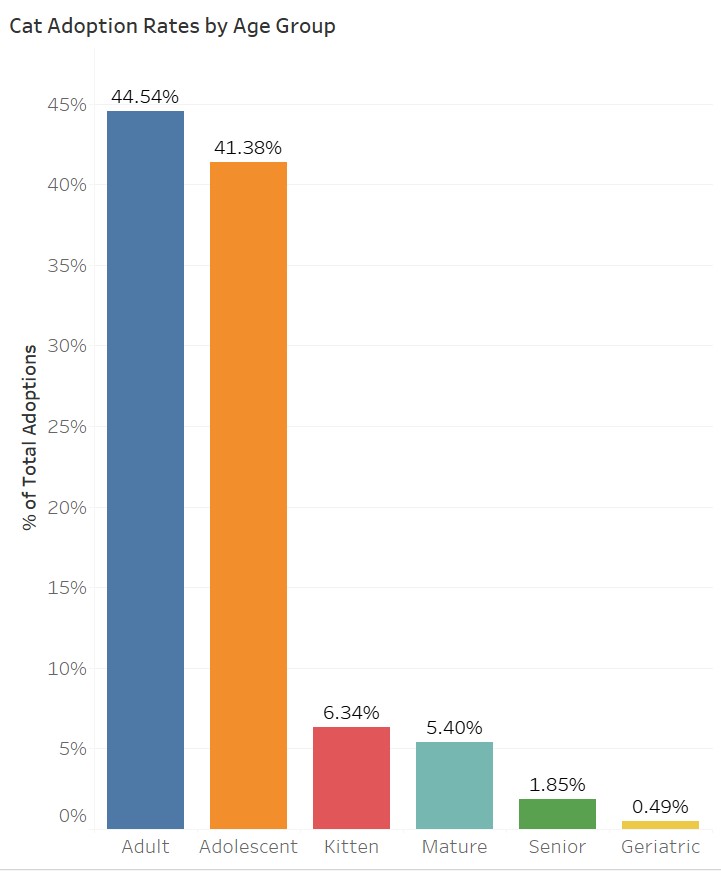 Cat Adoption Rates by Age Group
% of Total Adoptions
45%
40%
35%
30%
25%
20%
15%
10%
5%
0%
44.54%
41.38%
6.34%
5.40%
1.85%
0.49%
Adult
Adolescent
Kitten
Mature
Senior
Geriatric